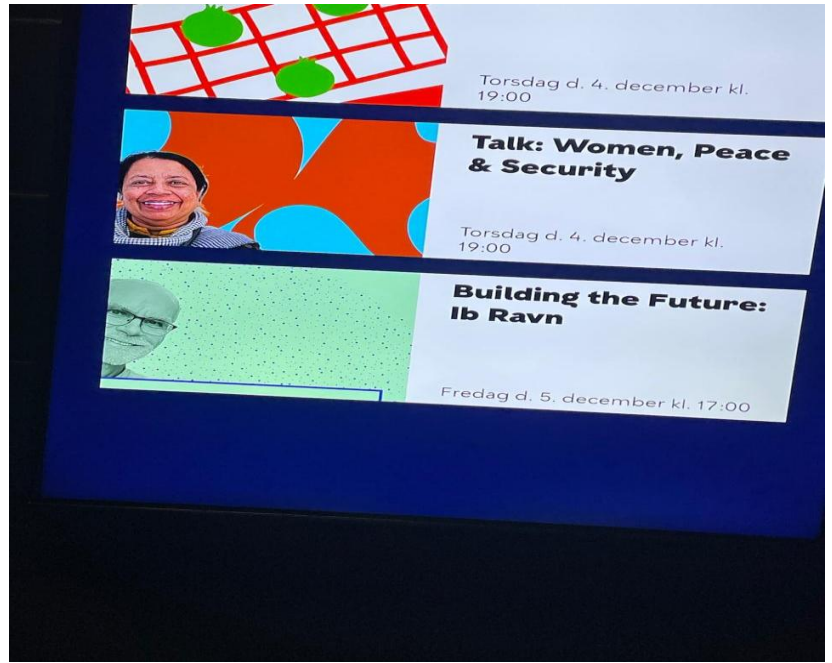 Torsdag d. 4. december kl.
19:00
Talk: Women, Peace
& Security
Torsdag d. 4. december kl.
19:00
Building the Future:
Ib Ravn
Fredag d. 5. december kl. 17:00